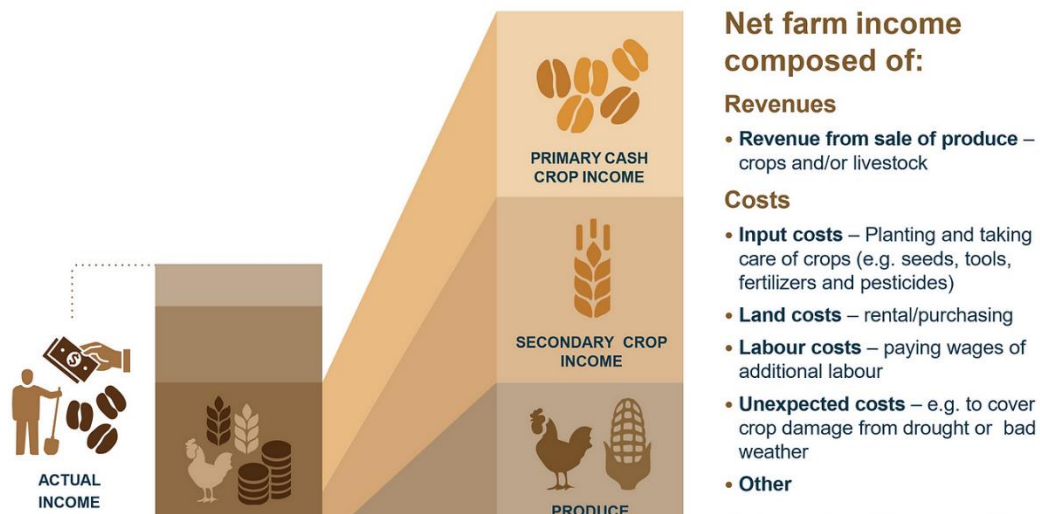 PRIMARY CASH
CROP INCOME
SECONDARY CROP
INCOME
PRODUCE
ACTUAL
INCOME
Net farm income
composed of:
Revenues
• Revenue from sale of produce –
crops and/or livestock
Costs
• Input costs – Planting and taking
care of crops (e.g. seeds, tools,
fertilizers and pesticides)
• Land costs – rental/purchasing
• Labour costs – paying wages of
additional labour
• Unexpected costs – e.g. to cover
crop damage from drought or bad
weather
• Other